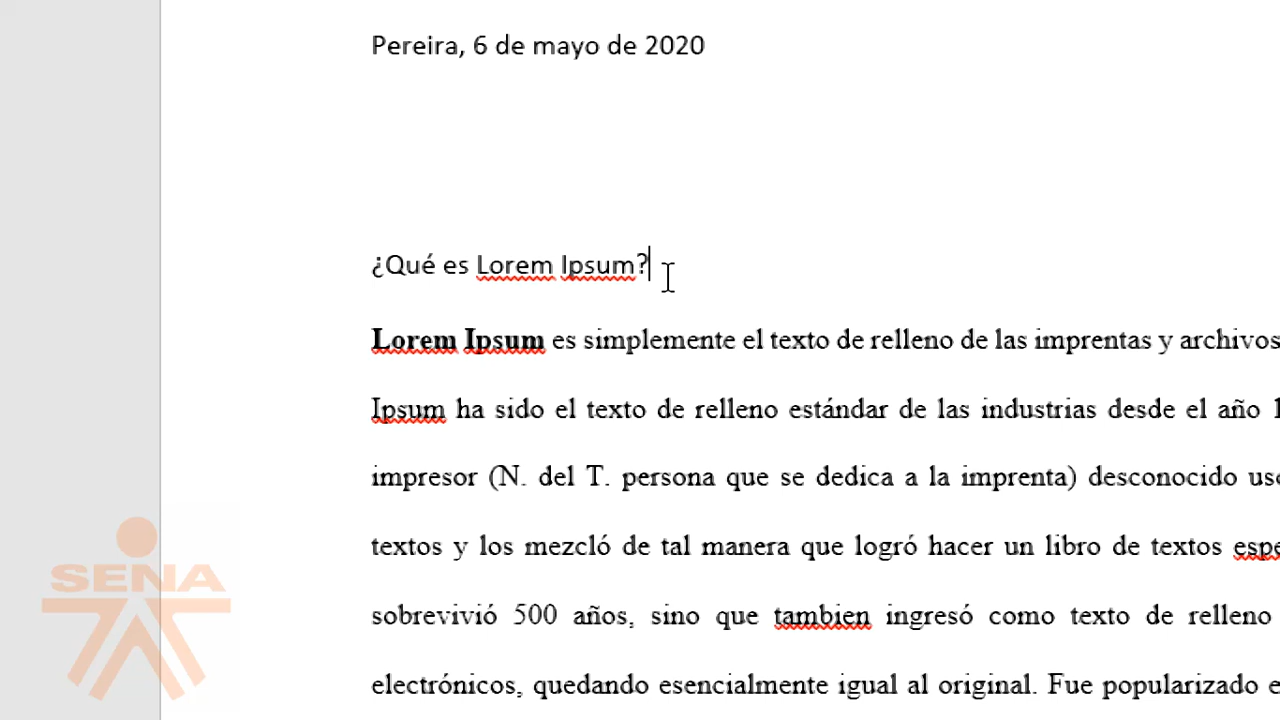 Pereira, 6 de mayo de 2020
¿Qué es Lorem Ipsum?
Lorem Ipsum es simplemente el texto de relleno de las imprentas y archivos
Ipsum ha sido el texto de relleno estándar de las industrias desde el año
impresor (N. del T. persona que se dedica a la imprenta) desconocido
textos y los mezcló de tal manera que logró hacer un libro de textos
sobrevivió 500 años, sino que tambien ingresó como texto de relleno
electrónicos, quedando esencialmente igual al original. Fue popularizado
SENA